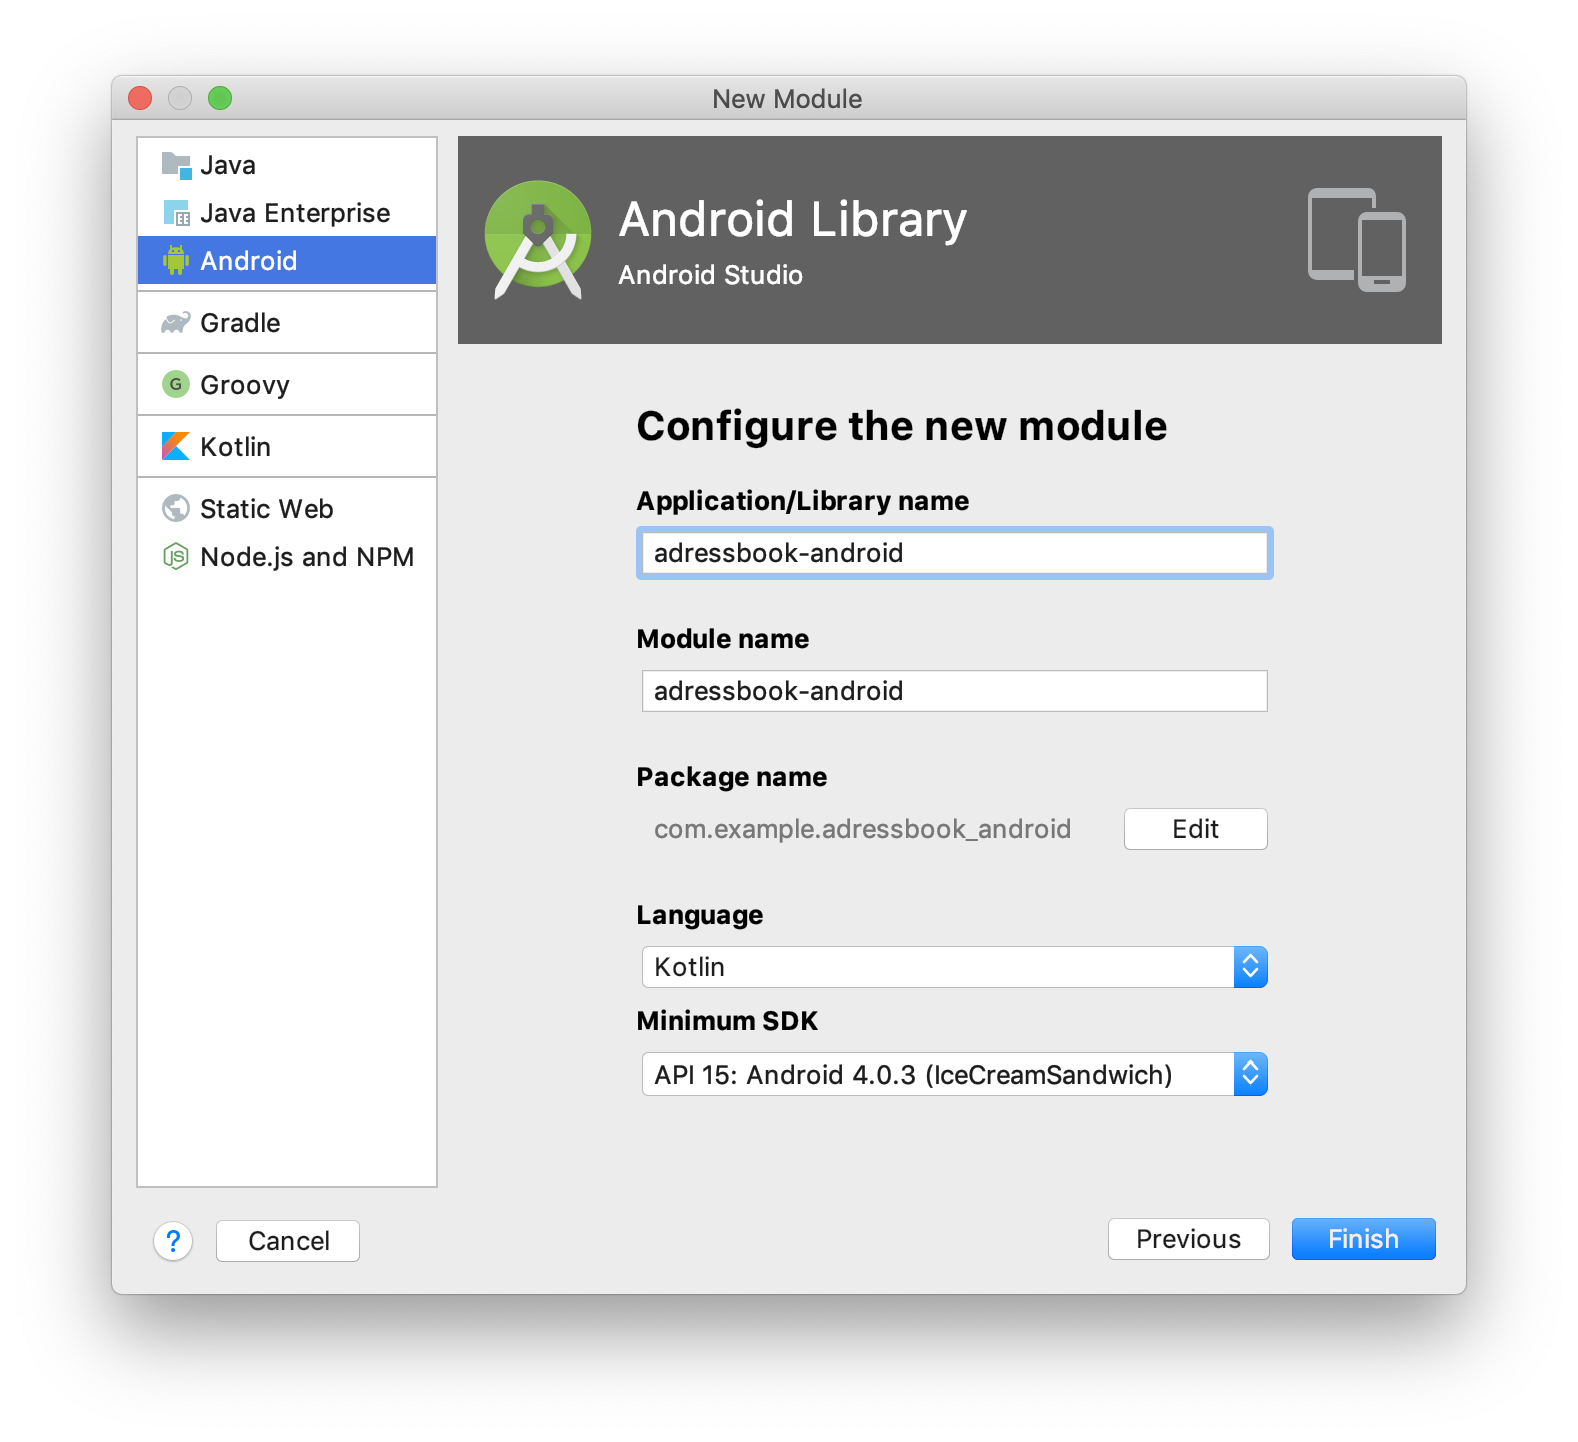 New Module
Java
Java Enterprise
Android
Gradle
G Groovy
Kotlin
Static Web
JS Node.js and NPM
Android Library
Android Studio
Configure the new module
Application/Library name
adressbook-android
Module name
adressbook-android
Package name
com.example.adressbook_android
Edit
Language
Kotlin
Minimum SDK
API 15: Android 4.0.3 (IceCreamSandwich)
? Cancel
Previous
Finish